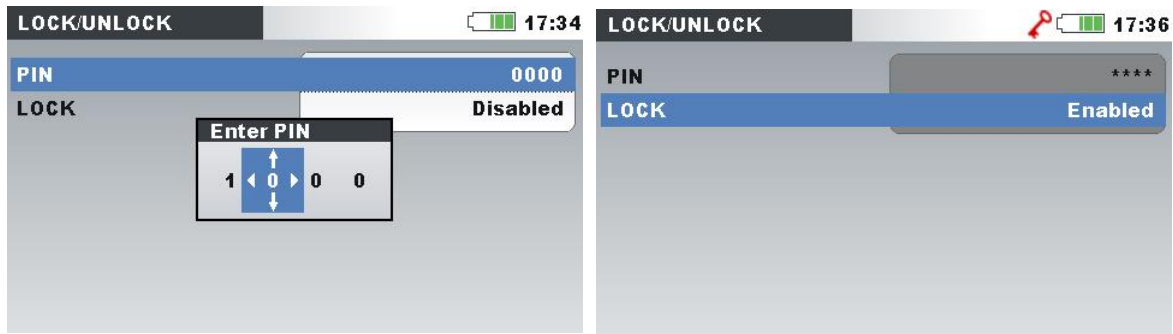 LOCK/UNLOCK 17:34
PIN 0000
LOCK Disabled
Enter PIN
1 0 0 0
LOCK/UNLOCK 17:36
PIN ****
LOCK Enabled